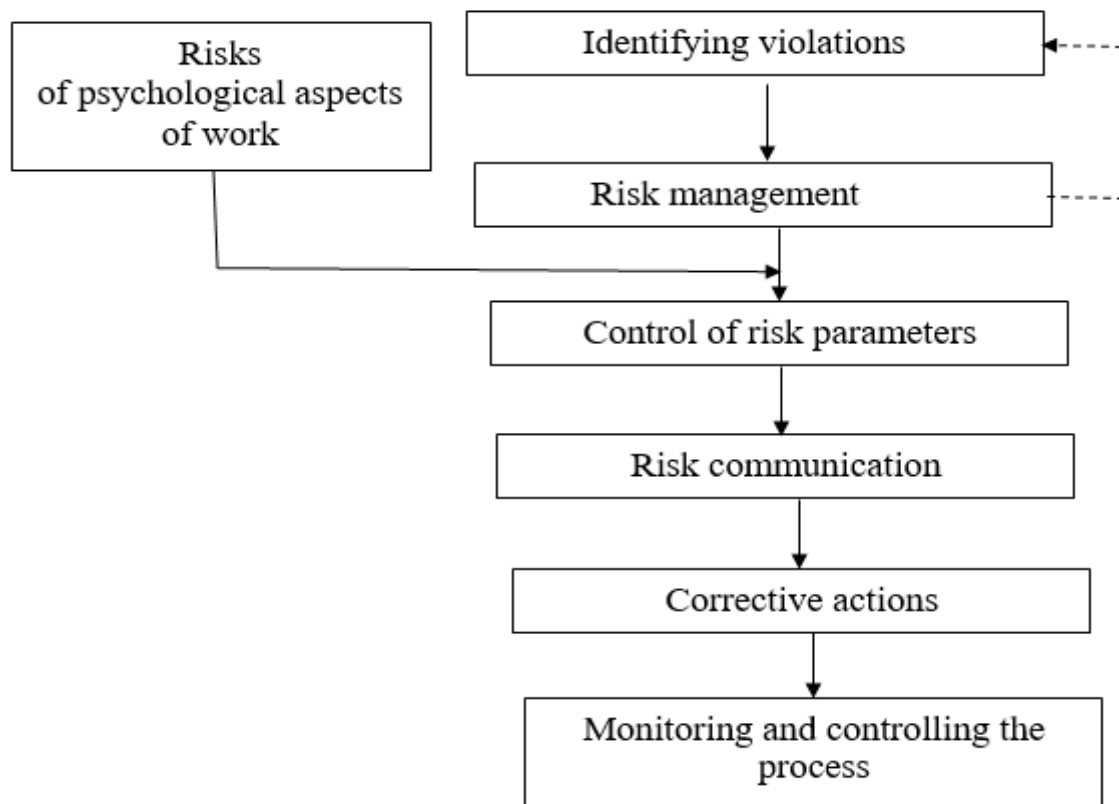 Risks
of psychological aspects
of work
Identifying violations
Risk management
Control of risk parameters
Risk communication
Corrective actions
Monitoring and controlling the
process